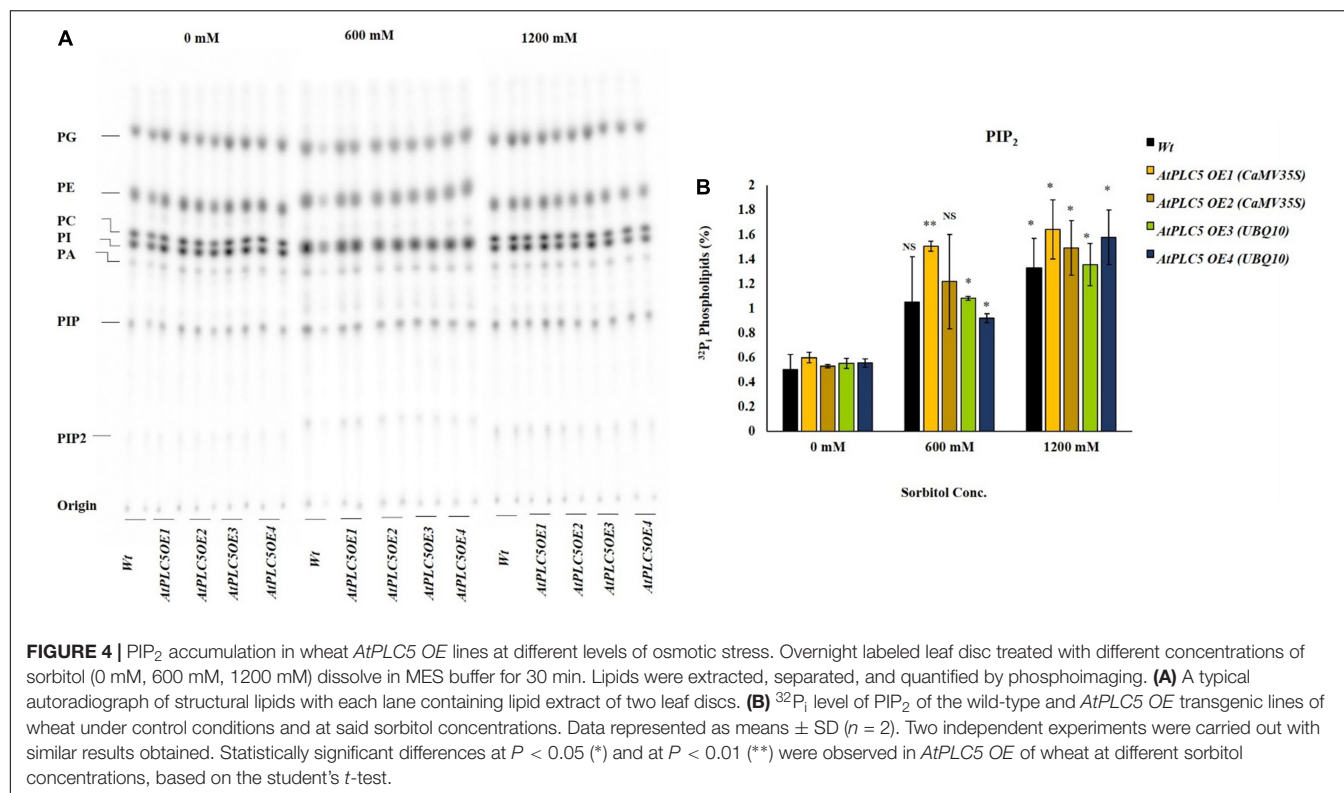 A
0 mM
600 mM
1200 mM
PG
PE
PC
PI
PA
PIP
PIP2
Origin
Wt
AtPLC5OE1
AtPLC5OE2
AtPLC5OE3
AtPLC5OE4
Wt
AtPLC5OE1
AtPLC5OE2
AtPLC5OE3
AtPLC5OE4
Wt
AtPLC5OE1
AtPLC5OE2
AtPLC5OE3
AtPLC5OE4
B
PIP₂
Wt
AtPLC5 OE1 (CaMV35S)
AtPLC5 OE2 (CaMV35S)
AtPLC5 OE3 (UBQ10)
AtPLC5 OE4 (UBQ10)
³²Pᵢ Phospholipids (%)
2
1.8
1.6
1.4
1.2
1
0.8
0.6
0.4
0.2
0
NS
**
NS
*
*
*
*
*
*
*
0 mM
600 mM
1200 mM
Sorbitol Conc.
FIGURE 4 | PIP₂ accumulation in wheat AtPLC5 OE lines at different levels of osmotic stress. Overnight labeled leaf disc treated with different concentrations of
sorbitol (0 mM, 600 mM, 1200 mM) dissolve in MES buffer for 30 min. Lipids were extracted, separated, and quantified by phosphoimaging. (A) A typical
autoradiograph of structural lipids with each lane containing lipid extract of two leaf discs. (B) ³²Pᵢ level of PIP₂ of the wild-type and AtPLC5 OE transgenic lines of
wheat under control conditions and at said sorbitol concentrations. Data represented as means ± SD (n = 2). Two independent experiments were carried out with
similar results obtained. Statistically significant differences at P < 0.05 (*) and at P < 0.01 (**) were observed in AtPLC5 OE of wheat at different sorbitol
concentrations, based on the student's t-test.